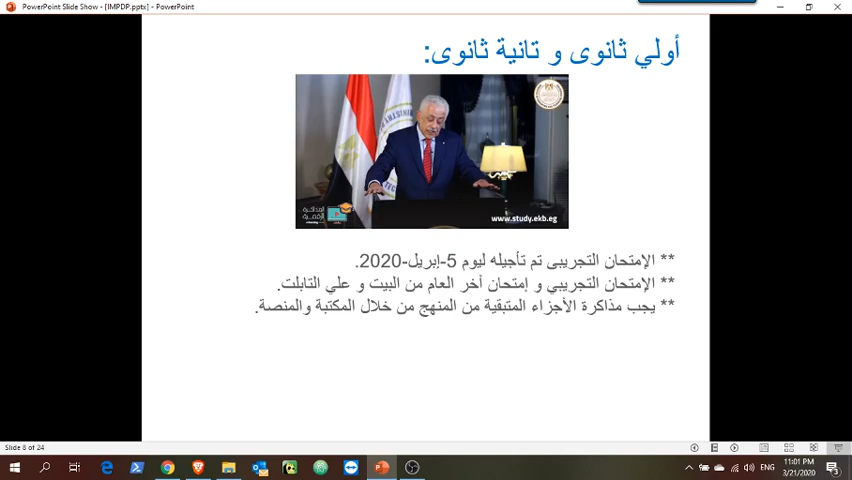 PowerPoint Slide Show - [IMPDP.pptx] - PowerPoint
أولي ثانوى و تانية ثانوى:
www.study.ekb.eg
** الإمتحان التجريبى تم تأجيله ليوم 5-إبريل-2020.
** الإمتحان التجريبي و إمتحان أخر العام من البيت و علي التابلت.
** يجب مذاكرة الأجزاء المتبقية من المنهج من خلال المكتبة والمنصة.
Slide 8 of 24
ENG
11:01 PM
3/21/2020